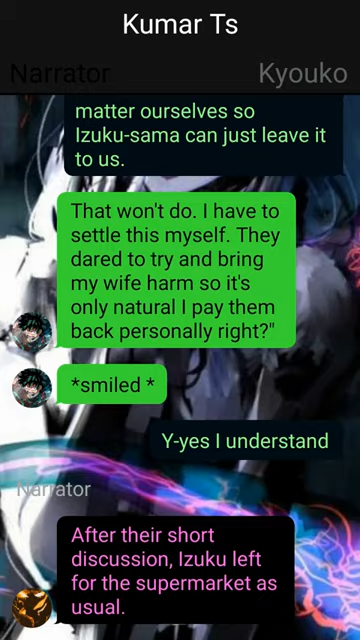 Kumar Ts
Narrator
Kyouko
matter ourselves so
Izuku-sama can just leave it
to us.
That won't do. I have to
settle this myself. They
dared to try and bring
my wife harm so it's
only natural I pay them
back personally right?"
*smiled *
Y-yes I understand
Narrator
After their short
discussion, Izuku left
for the supermarket as
usual.